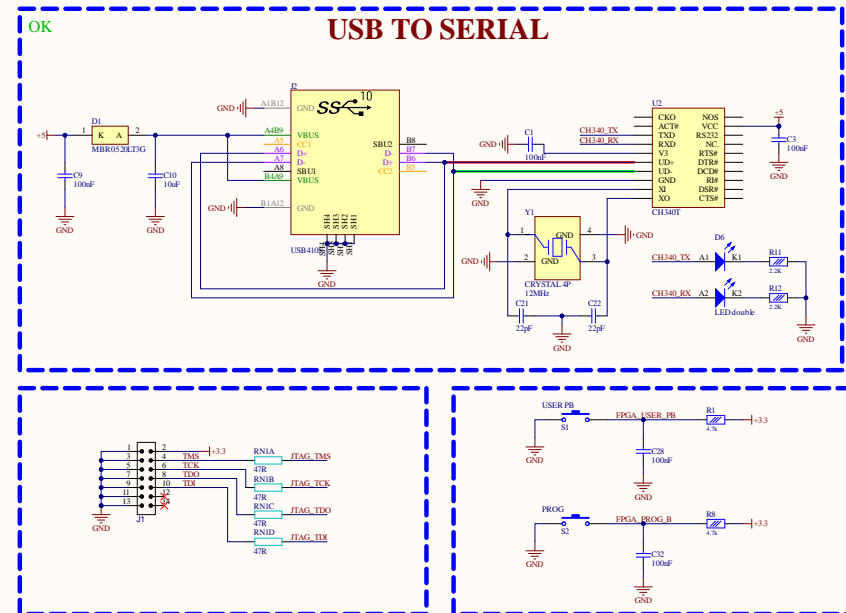 OK
USB TO SERIAL
J2
10
GND
A1B12
GND
D1
+5
1
K
A
2
MBR0520LT3G
A4B9
VBUS
A5
CC1
A6
D+
A7
D-
A8
SBU1
B4A9
VBUS
GND
B1A12
GND
SBU2
B8
D-
B7
D+
B6
CC2
B5
SH4
SH3
SH2
SH1
GND
C9
100nF
GND
C10
10uF
GND
C1
GND
100nF
CH340_TX
CH340_RX
U2
CKO
ACT#
TXD
RXD
V3
UD+
UD-
GND
XI
XO
NOS
VCC
RS232
NC.
RTS#
DTR#
DCD#
RI#
DSR#
CTS#
CH340T
+5
C3
100nF
GND
GND
Y1
1
GND
4
GND
GND
2
GND
3
CRYSTAL 4P
12MHz
C21
22pF
C22
22pF
GND
D6
CH340_TX
A1
K1
R11
2.2K
CH340_RX
A2
K2
R12
2.2K
LED double
GND
1
2
+3.3
3
4
TMS
5
6
TCK
7
8
TDO
9
10
TDI
11
12
13
14
J1
GND
RN1A
JTAG_TMS
47R
RN1B
JTAG_TCK
47R
RN1C
JTAG_TDO
47R
RN1D
JTAG_TDI
47R
USER PB
S1
GND
FPGA_USER_PB
R1
4.7k
+3.3
C28
100nF
GND
PROG
S2
GND
FPGA_PROG_B
R8
4.7k
+3.3
C32
100nF
GND